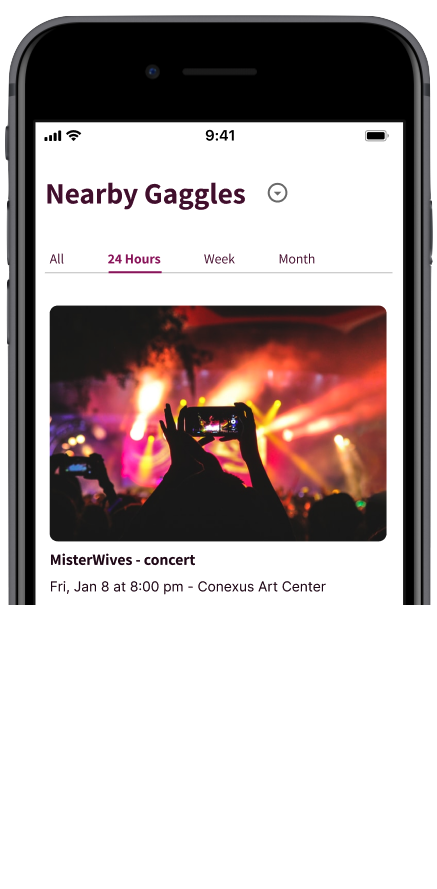 9:41
Nearby Gaggles
All 24 Hours Week Month
MisterWives - concert
Fri, Jan 8 at 8:00 pm - Conexus Art Center